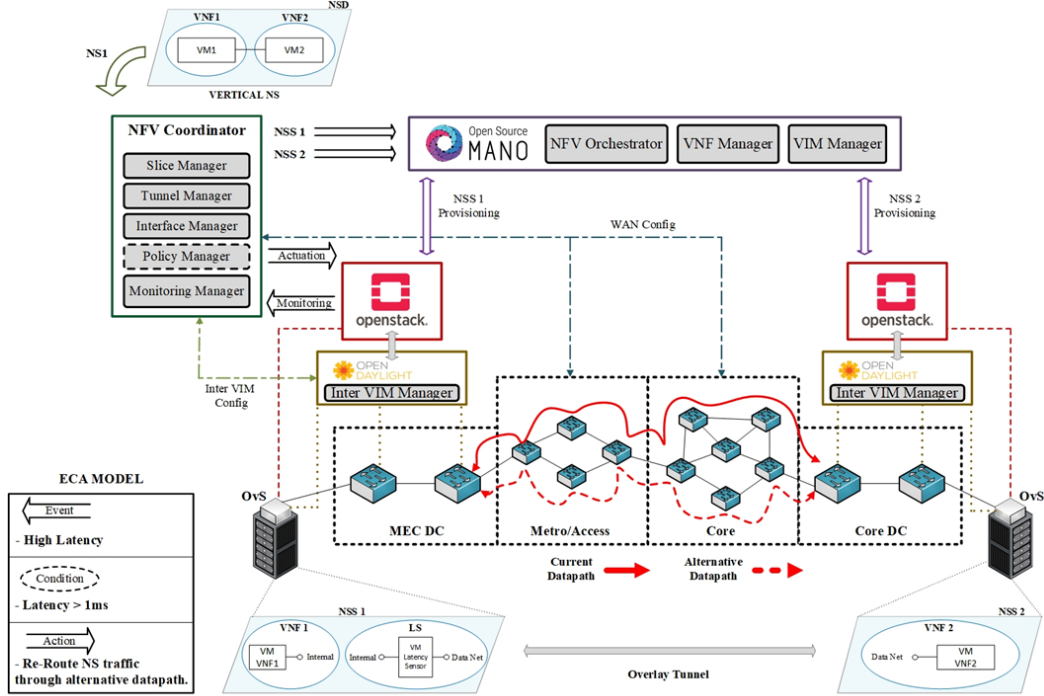 NSD
VNF1
VNF2
VM1
VM2
NS1
VERTICAL NS
NFV Coordinator
Slice Manager
Tunnel Manager
Interface Manager
Policy Manager
Monitoring Manager
NSS 1
NSS 2
Open Source
MANO
NFV Orchestrator
VNF Manager
VIM Manager
NSS 1
Provisioning
NSS 2
Provisioning
WAN Config
Actuation
Monitoring
openstack.
openstack.
Inter VIM
Config
OPEN
DAYLIGHT
Inter VIM Manager
OPEN
DAYLIGHT
Inter VIM Manager
ECA MODEL
Event
- High Latency
Condition
- Latency > 1ms
Action
- Re-Route NS traffic
through alternative datapath.
OvS
OvS
MEC DC
Metro/Access
Core
Core DC
Current
Datapath
Alternative
Datapath
NSS 1
VNF 1
VM
VNF1
Internal
LS
Internal
VM
Latency
Sensor
Data Net
Overlay Tunnel
NSS 2
VNF 2
Data Net
VM
VNF2